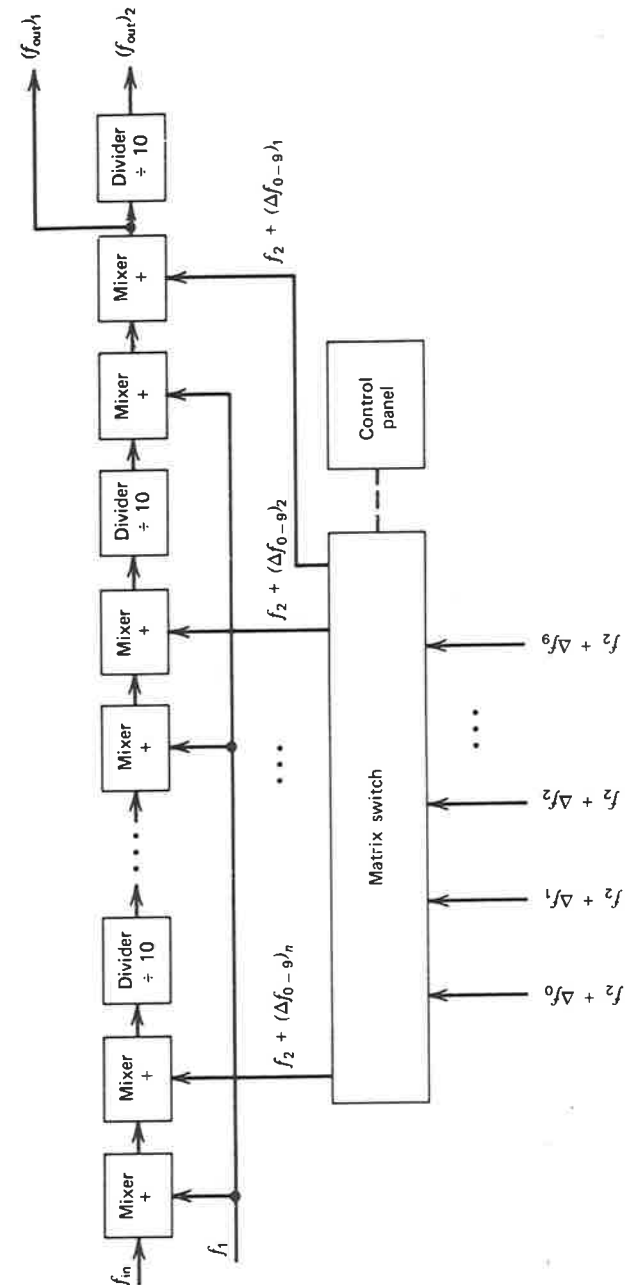 (f_out)_1
(f_out)_2
Divider
÷ 10
Mixer
+
f_2 + (Δf_0–9)_1
Mixer
+
Control
panel
Divider
÷ 10
Mixer
+
f_2 + (Δf_0–9)_2
Mixer
+
Matrix switch
Divider
÷ 10
Mixer
+
f_2 + (Δf_0–9)_n
Mixer
+
f_in
f_1
f_2 + Δf_9
f_2 + Δf_2
f_2 + Δf_1
f_2 + Δf_0